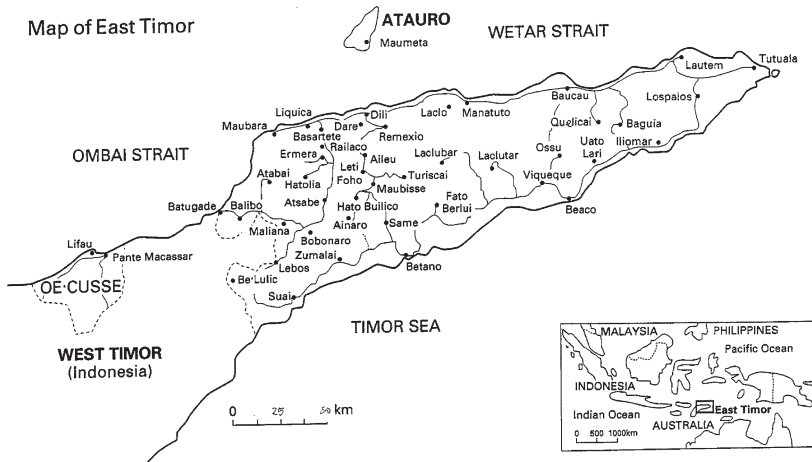 Map of East Timor
ATAURO
Maumeta
WETAR STRAIT
Tutuala
Lautem
Lospaios
Baucau
Quelicai
Baguia
Iliomar
Uato
Lari
Ossu
Viqueque
Beaco
Laclo
Manatuto
Dili
Dare
Remexio
Liquica
Maubara
Basartete
Railaco
Ermera
Aileu
Leti
Foho
Laclubar
Laclutar
Turiscai
Maubisse
OMBAI STRAIT
Atabai
Hatolia
Atsabe
Hato Builico
Fato
Berlui
Batugade
Balibo
Maliana
Ainaro
Same
Bobonaro
Zumalai
Lebos
Betano
Be·Lulic
Suai
Lifau
Pante Macassar
OE·CUSSE
WEST TIMOR
(Indonesia)
TIMOR SEA
0 25 50 km
MALAYSIA
PHILIPPINES
Pacific Ocean
INDONESIA
Indian Ocean
East Timor
AUSTRALIA
0 500 1000km